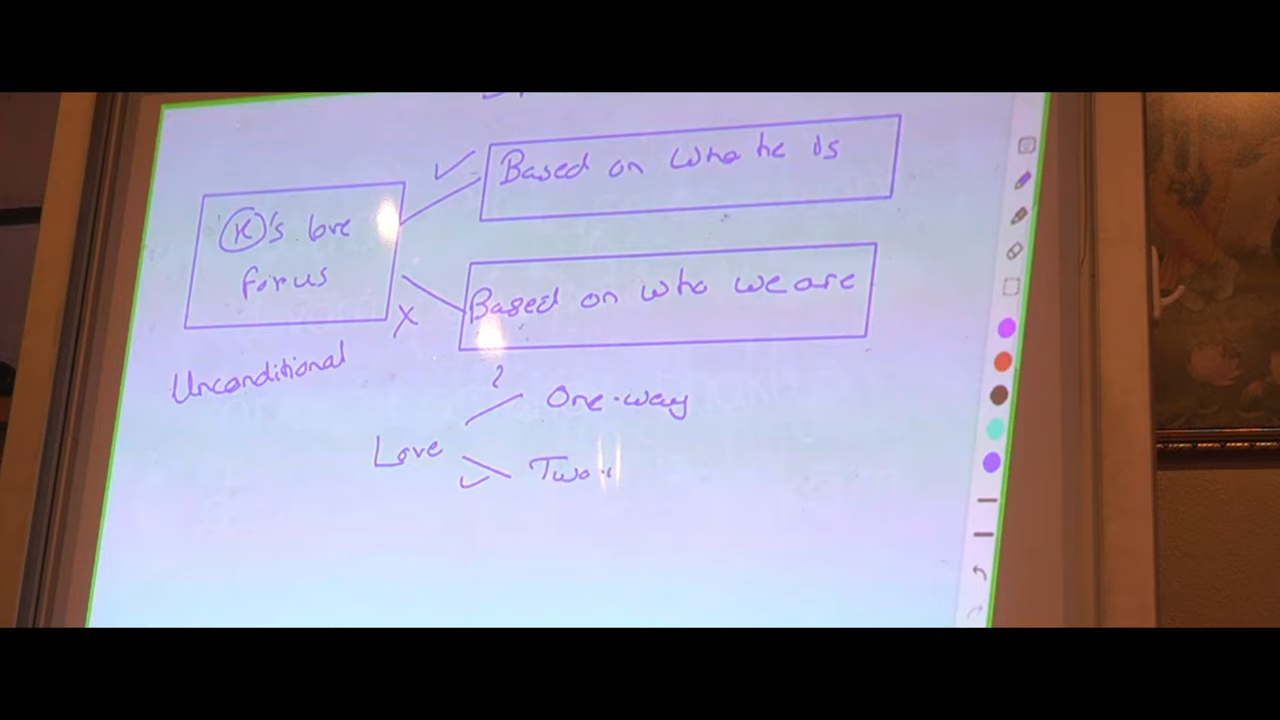 Based on who he is
Ⓚ's love
for us
Based on who we are
Unconditional
?
One-way
Love
Two-